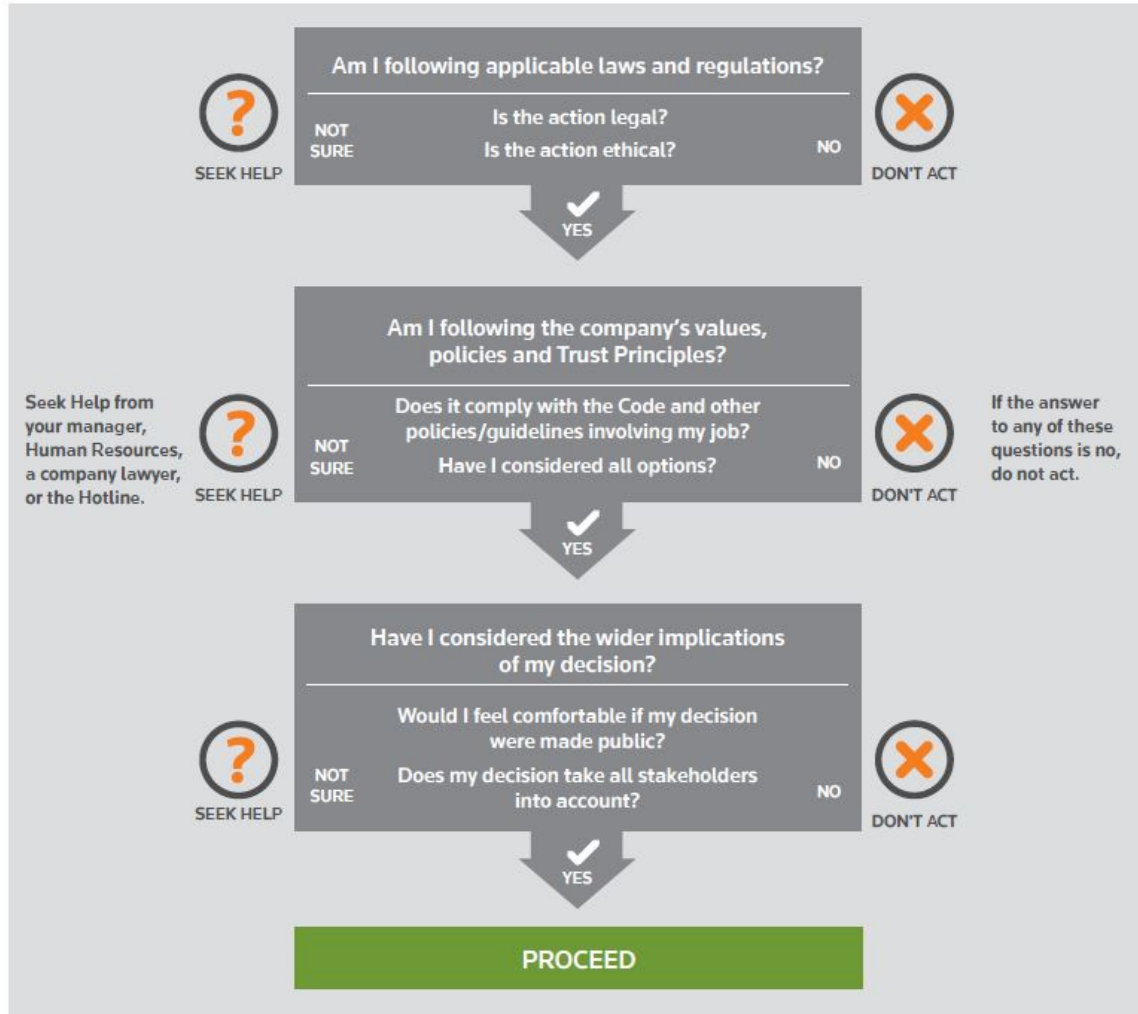 Am I following applicable laws and regulations?
Is the action legal?
Is the action ethical?
NOT
SURE
NO
?
SEEK HELP
DON'T ACT
YES
Am I following the company's values,
policies and Trust Principles?
Does it comply with the Code and other
policies/guidelines involving my job?
Have I considered all options?
NOT
SURE
NO
Seek Help from
your manager,
Human Resources,
a company lawyer,
or the Hotline.
?
SEEK HELP
DON'T ACT
If the answer
to any of these
questions is no,
do not act.
YES
Have I considered the wider implications
of my decision?
Would I feel comfortable if my decision
were made public?
Does my decision take all stakeholders
into account?
NOT
SURE
NO
?
SEEK HELP
DON'T ACT
YES
PROCEED